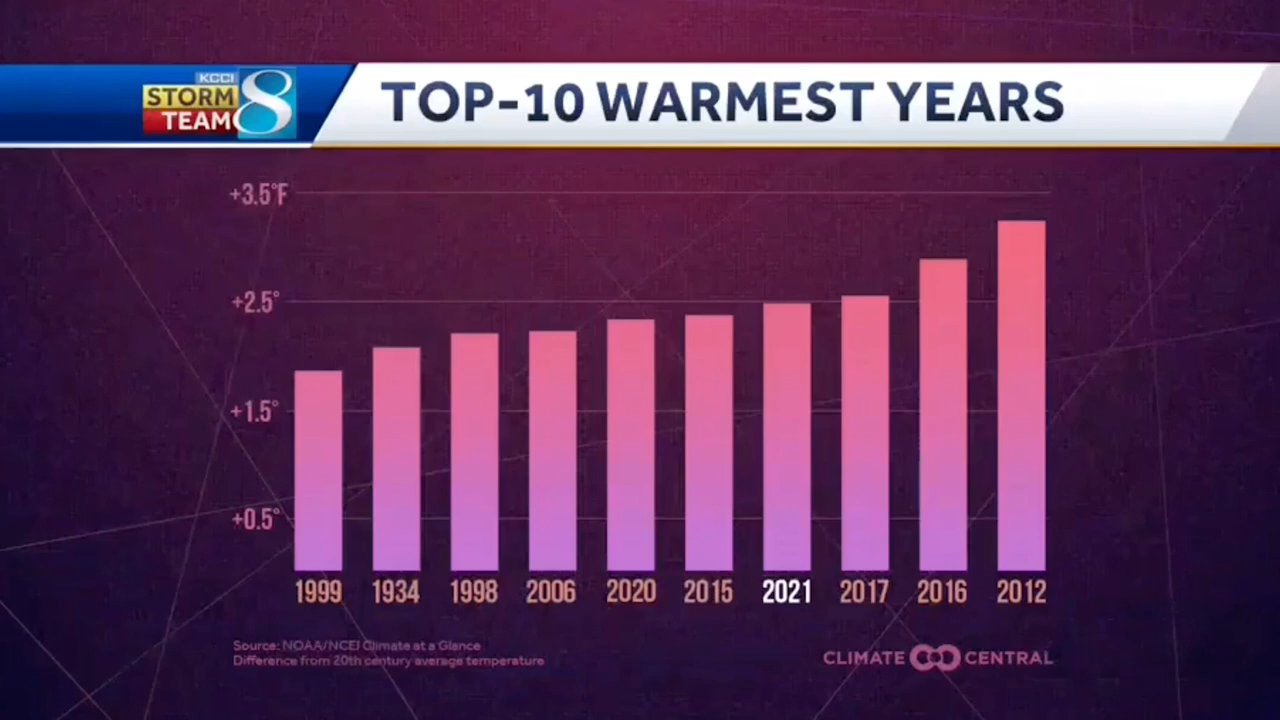 KCCI
STORM
TEAM
8
TOP-10 WARMEST YEARS
+3.5°F
+2.5°
+1.5°
+0.5°
1999 1934 1998 2006 2020 2015 2021 2017 2016 2012
Source: NOAA/NCEI Climate at a Glance
Difference from 20th century average temperature
CLIMATE CENTRAL